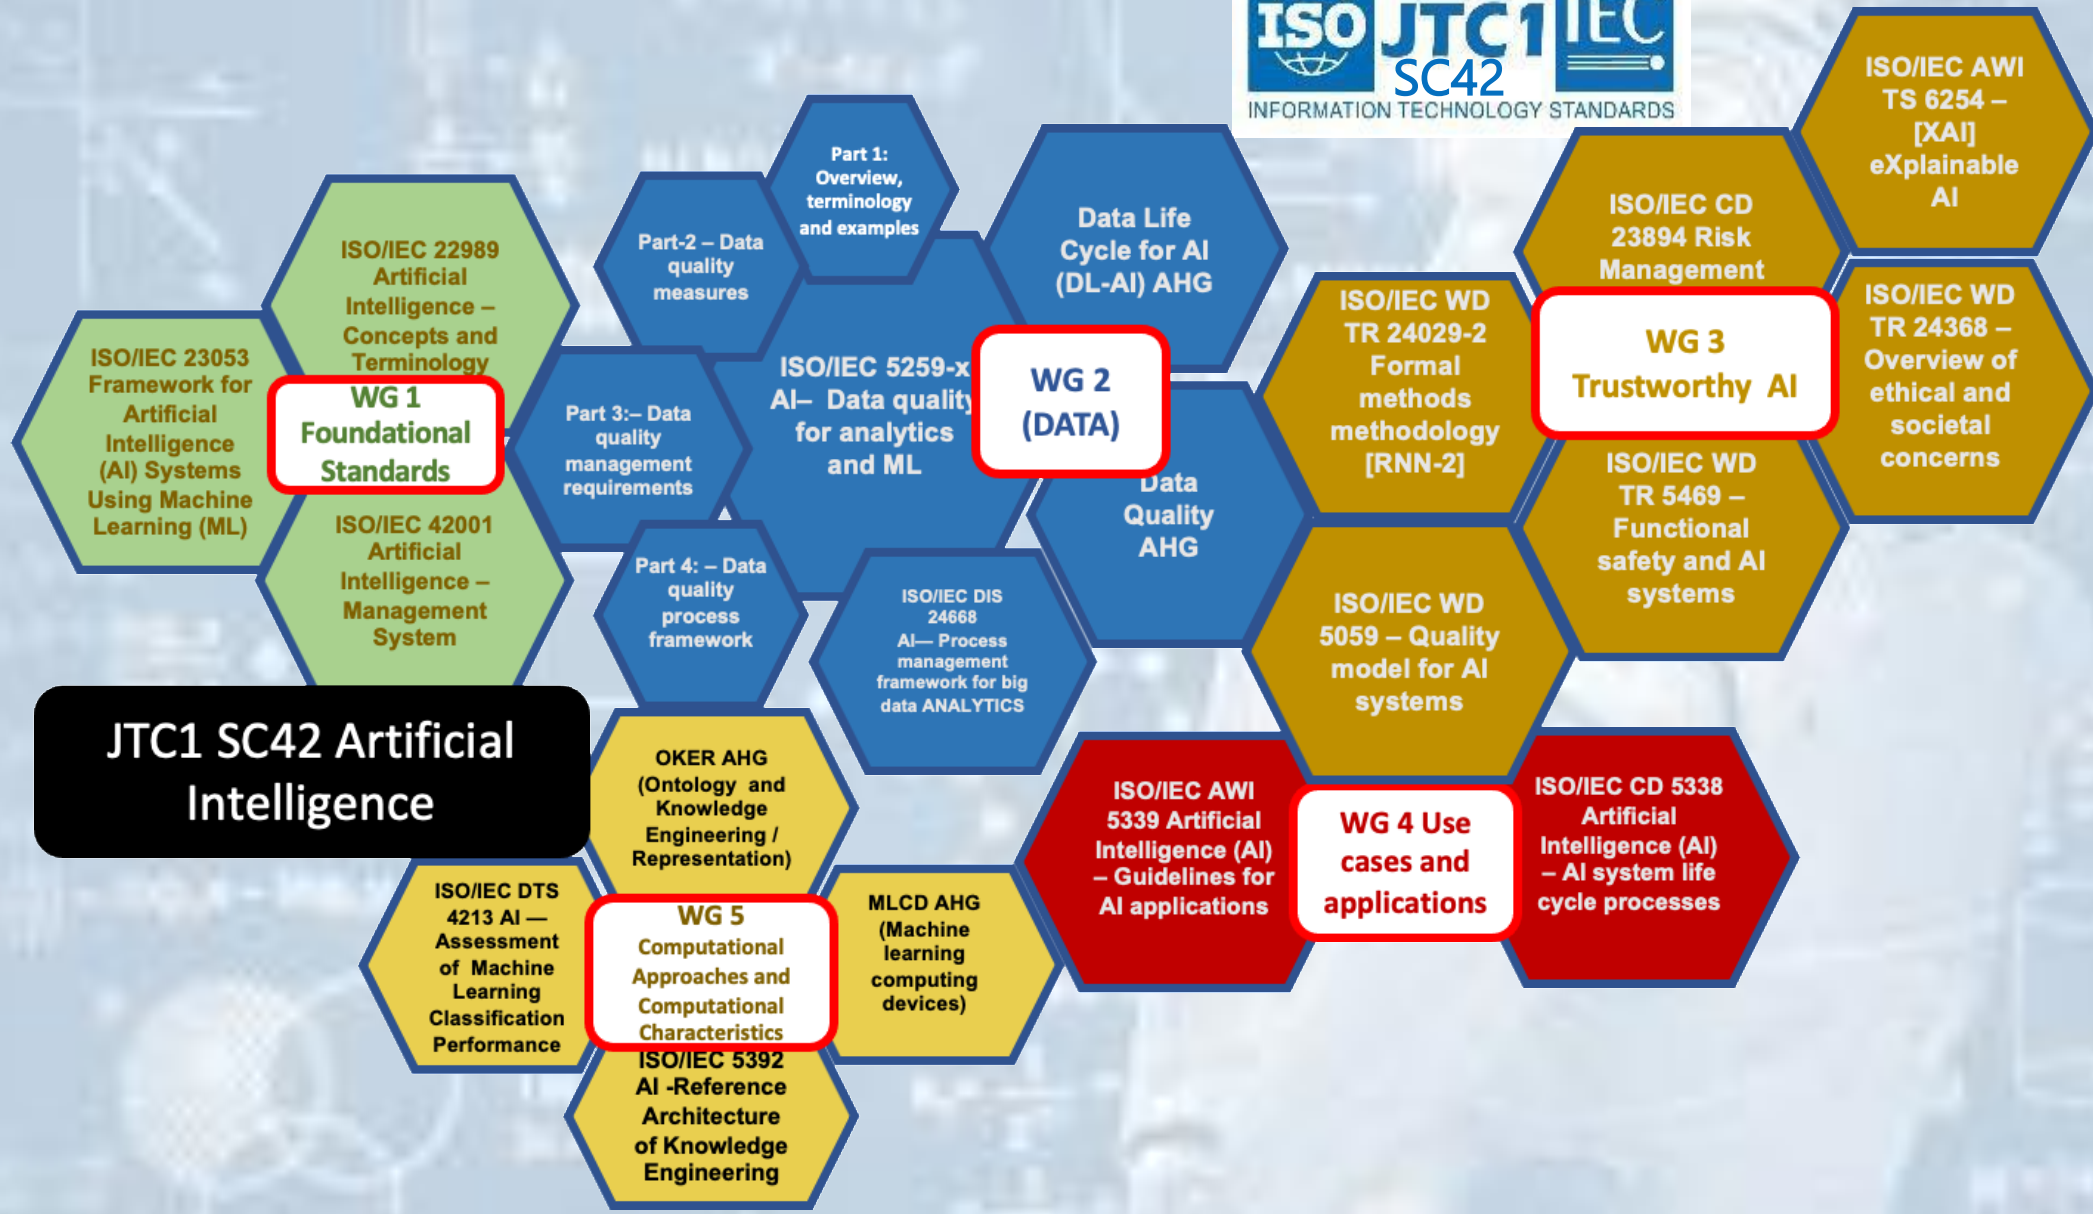 ISO JTC1 IEC
SC42
INFORMATION TECHNOLOGY STANDARDS
ISO/IEC AWI
TS 6254 –
[XAI]
eXplainable
AI
Part 1:
Overview,
terminology
and examples
Data Life
Cycle for AI
(DL-AI) AHG
ISO/IEC CD
23894 Risk
Management
ISO/IEC 22989
Artificial
Intelligence –
Concepts and
Terminology
Part-2 – Data
quality
measures
ISO/IEC WD
TR 24029-2
Formal
methods
methodology
[RNN-2]
WG 3
Trustworthy AI
ISO/IEC WD
TR 24368 –
Overview of
ethical and
societal
concerns
ISO/IEC 23053
Framework for
Artificial
Intelligence
(AI) Systems
Using Machine
Learning (ML)
WG 1
Foundational
Standards
Part 3:– Data
quality
management
requirements
ISO/IEC 5259-x
AI– Data quality
for analytics
and ML
WG 2
(DATA)
Data
Quality
AHG
ISO/IEC WD
TR 5469 –
Functional
safety and AI
systems
ISO/IEC 42001
Artificial
Intelligence –
Management
System
Part 4: – Data
quality
process
framework
ISO/IEC DIS
24668
AI— Process
management
framework for big
data ANALYTICS
ISO/IEC WD
5059 – Quality
model for AI
systems
JTC1 SC42 Artificial
Intelligence
OKER AHG
(Ontology and
Knowledge
Engineering /
Representation)
ISO/IEC AWI
5339 Artificial
Intelligence (AI)
– Guidelines for
AI applications
WG 4 Use
cases and
applications
ISO/IEC CD 5338
Artificial
Intelligence (AI)
– AI system life
cycle processes
ISO/IEC DTS
4213 AI —
Assessment
of Machine
Learning
Classification
Performance
WG 5
Computational
Approaches and
Computational
Characteristics
MLCD AHG
(Machine
learning
computing
devices)
ISO/IEC 5392
AI -Reference
Architecture
of Knowledge
Engineering